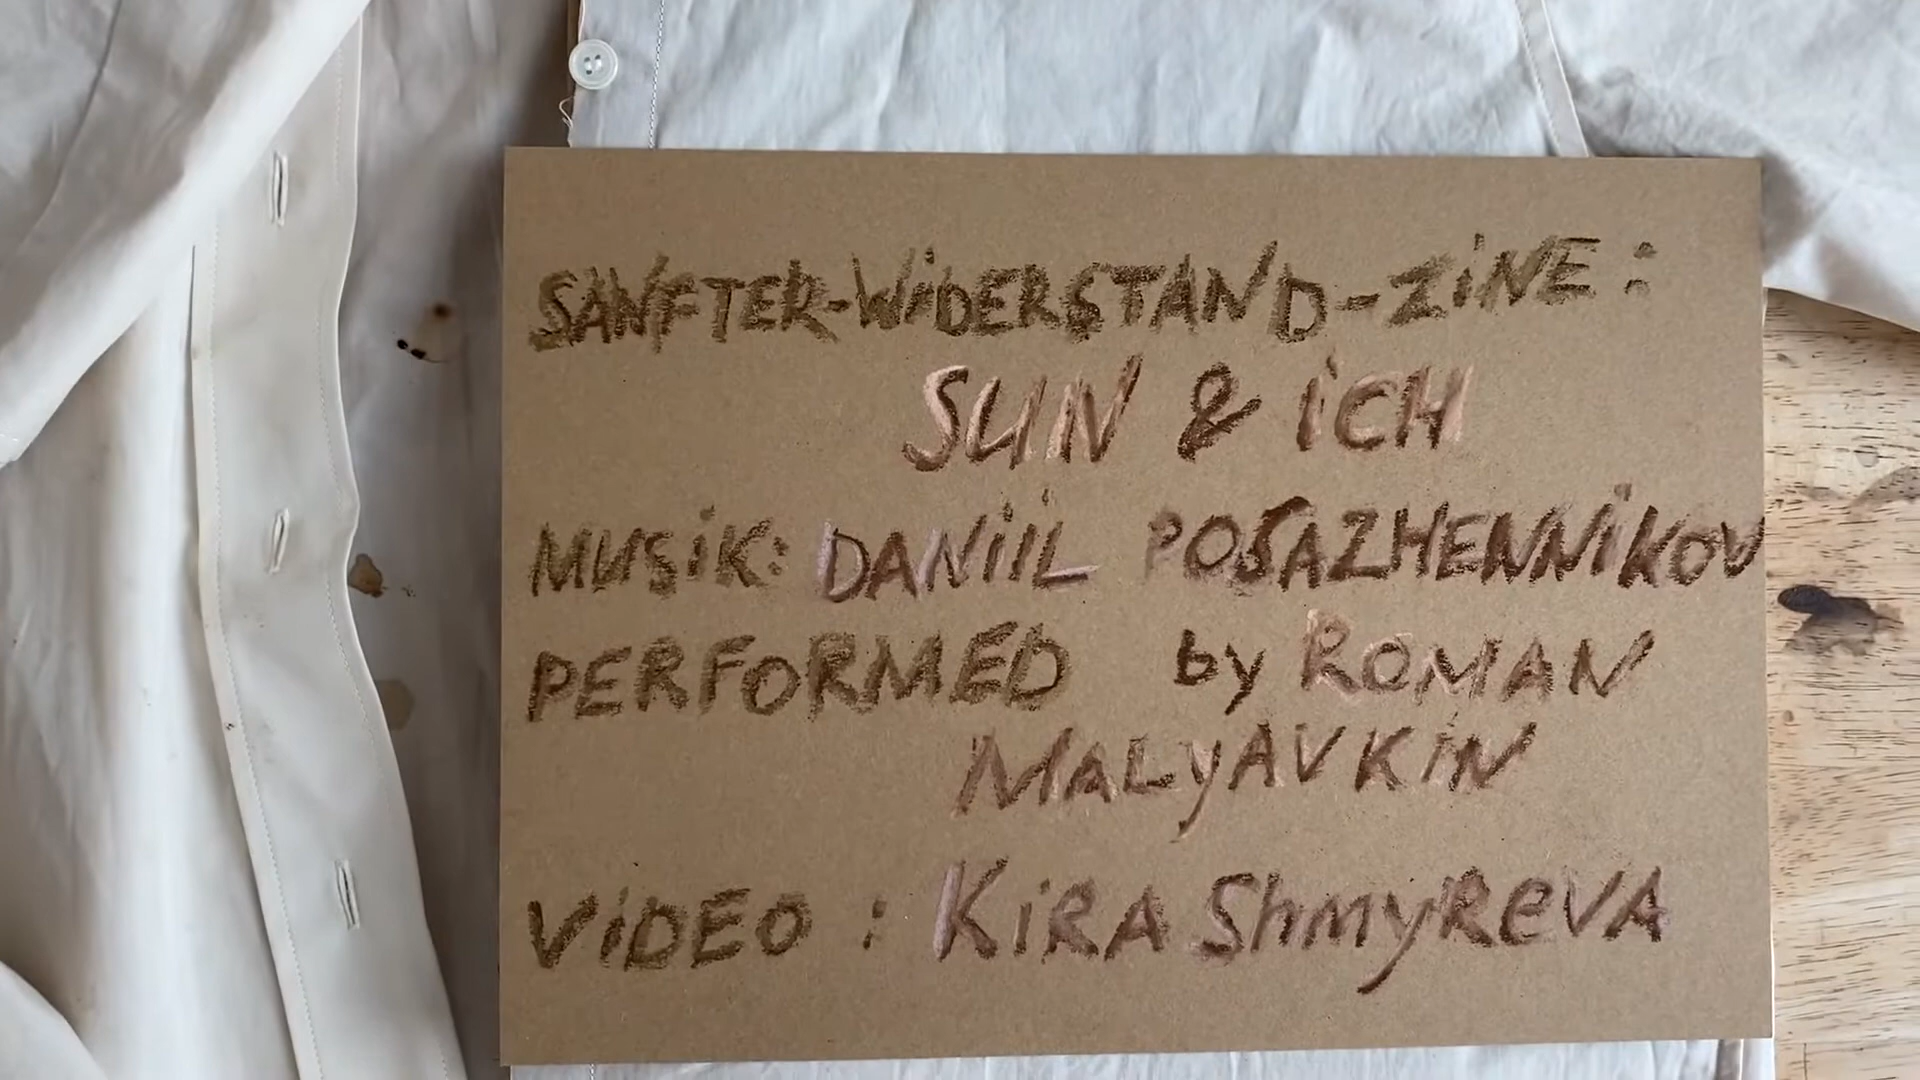 SANFTER-WiDERSTAND-ZiNE:
SUN & iCH
MUSiK: DANiiL POSAZHENNiKOV
PERFORMED by ROMAN
MALyAVKiN
ViDEO: KiRA ShmyReVA